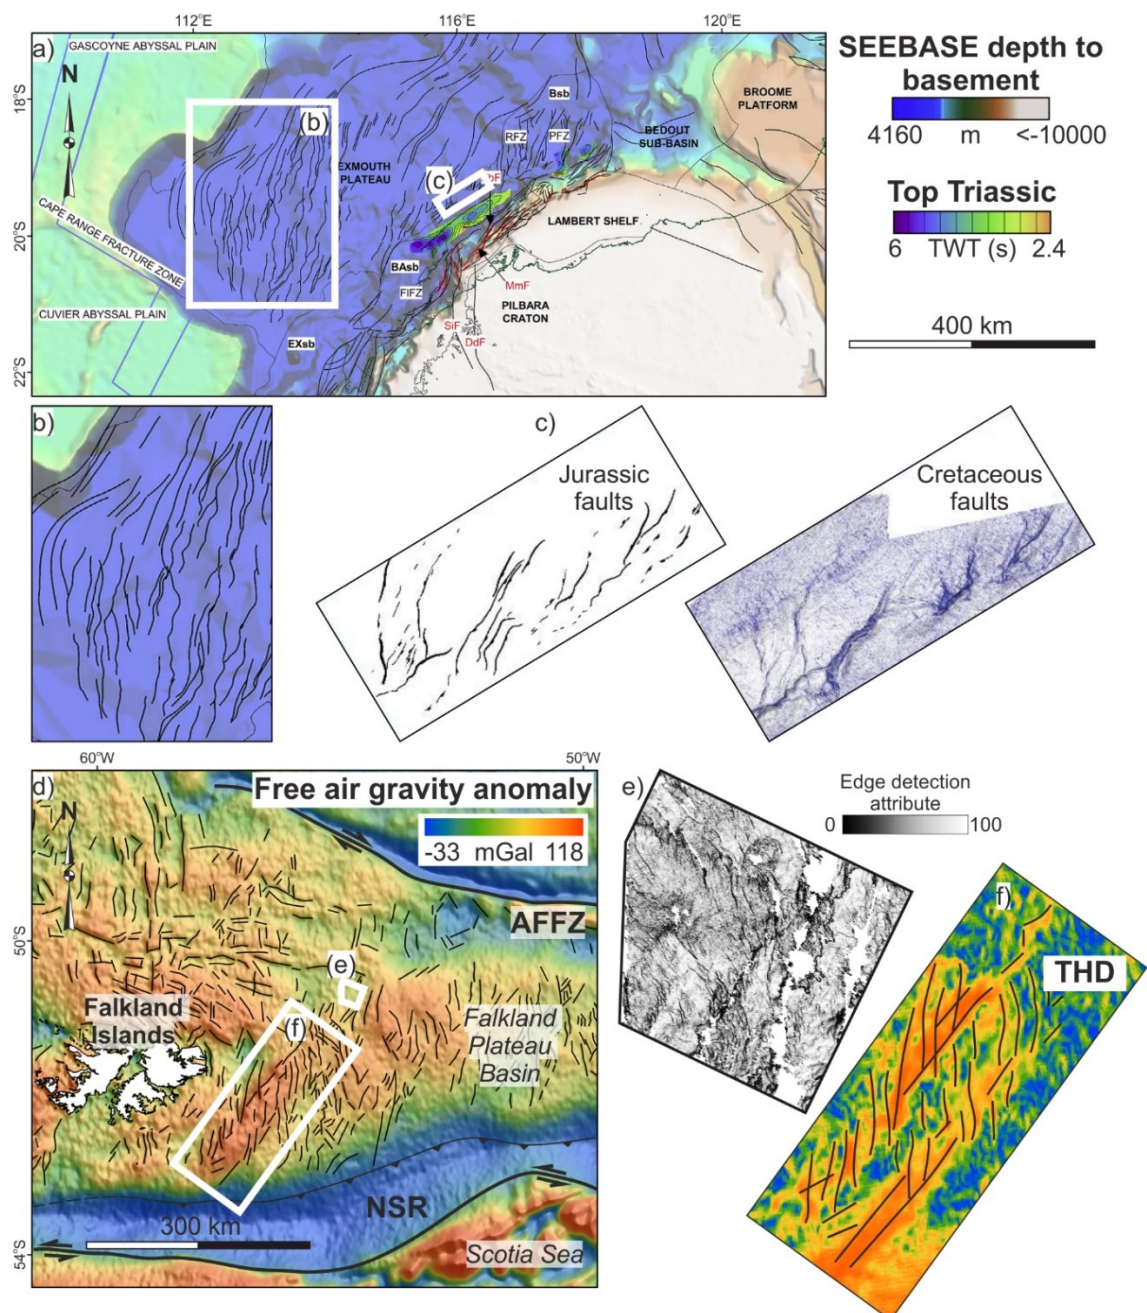 112°E
116°E
120°E
a)
GASCOYNE ABYSSAL PLAIN
N
18°S
20°S
22°S
(b)
EXMOUTH
PLATEAU
CAPE RANGE FRACTURE ZONE
CUVIER ABYSSAL PLAIN
(c)
Bsb
RFZ
PFZ
BEDOUT
SUB-BASIN
BROOME
PLATFORM
LAMBERT SHELF
BAsb
FIFZ
EXsb
MmF
PILBARA
CRATON
SiF
DdF
SEEBASE depth to
basement
4160 m <-10000
Top Triassic
6 TWT (s) 2.4
400 km
b)
c)
Jurassic
faults
Cretaceous
faults
60°W
50°W
d)
Free air gravity anomaly
N
-33 mGal 118
AFFZ
50°S
(e)
Falkland
Islands
(f)
Falkland
Plateau
Basin
NSR
300 km
54°S
Scotia Sea
e)
Edge detection
attribute
0 100
f)
THD